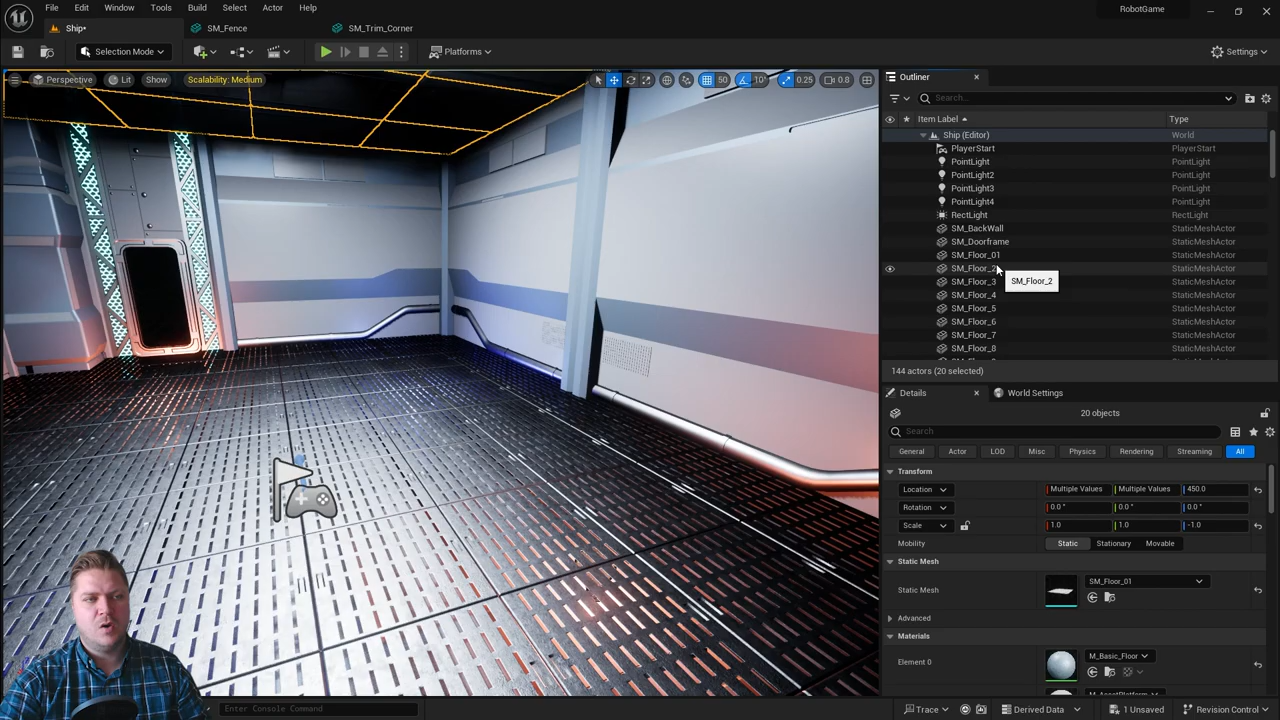 File Edit Window Tools Build Select Actor Help
RobotGame
Ship•
SM_Fence
SM_Trim_Corner
Selection Mode
Platforms
Settings
Perspective
Lit
Show
Scalability: Medium
50
10°
0.25
0.8
Outliner
Search...
Item Label
Type
Ship (Editor) World
PlayerStart PlayerStart
PointLight PointLight
PointLight2 PointLight
PointLight3 PointLight
PointLight4 PointLight
RectLight RectLight
SM_BackWall StaticMeshActor
SM_Doorframe StaticMeshActor
SM_Floor_01 StaticMeshActor
SM_Floor_2 StaticMeshActor
SM_Floor_2
SM_Floor_3 StaticMeshActor
SM_Floor_4 StaticMeshActor
SM_Floor_5 StaticMeshActor
SM_Floor_6 StaticMeshActor
SM_Floor_7 StaticMeshActor
SM_Floor_8 StaticMeshActor
144 actors (20 selected)
Details
World Settings
20 objects
Search
General Actor LOD Misc Physics Rendering Streaming All
Transform
Location Multiple Values Multiple Values 450.0
Rotation 0.0 ° 0.0 ° 0.0 °
Scale 1.0 1.0 -1.0
Mobility Static Stationary Movable
Static Mesh
Static Mesh SM_Floor_01
Advanced
Materials
Element 0 M_Basic_Floor
M_AssetPlatform
Enter Console Command
Trace
Derived Data
1 Unsaved
Revision Control